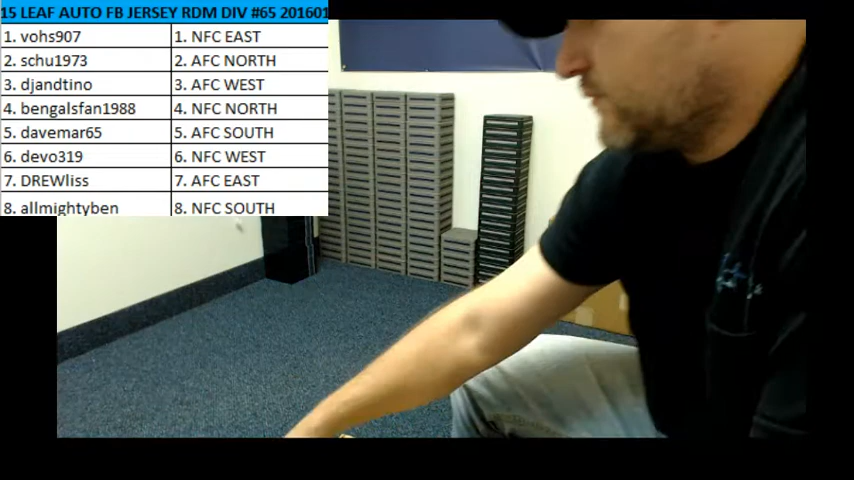 15 LEAF AUTO FB JERSEY RDM DIV #65 201601
1. vohs907 1. NFC EAST
2. schu1973 2. AFC NORTH
3. djandtino 3. AFC WEST
4. bengalsfan1988 4. NFC NORTH
5. davemar65 5. AFC SOUTH
6. devo319 6. NFC WEST
7. DREWliss 7. AFC EAST
8. allmightyben 8. NFC SOUTH